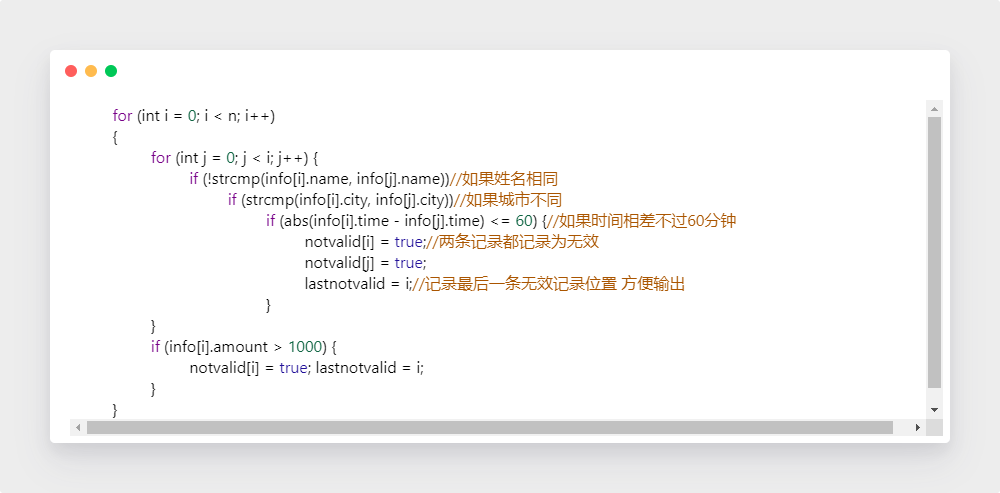 for (int i = 0; i < n; i++)
{
for (int j = 0; j < i; j++) {
if (!strcmp(info[i].name, info[j].name))//如果姓名相同
if (strcmp(info[i].city, info[j].city))//如果城市不同
if (abs(info[i].time - info[j].time) <= 60) {//如果时间相差不过60分钟
notvalid[i] = true;//两条记录都记录为无效
notvalid[j] = true;
lastnotvalid = i;//记录最后一条无效记录位置 方便输出
}
}
if (info[i].amount > 1000) {
notvalid[i] = true; lastnotvalid = i;
}
}